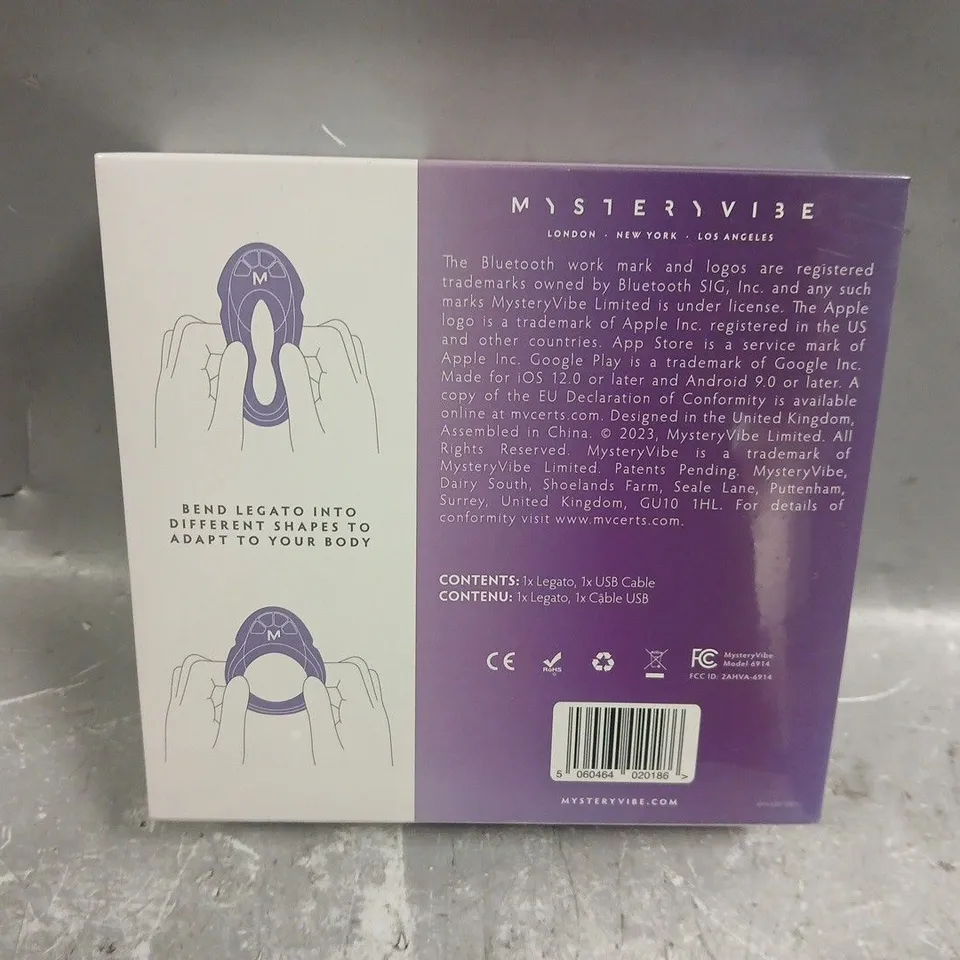 MYSTERYVIBE
LONDON · NEW YORK · LOS ANGELES
The Bluetooth work mark and logos are registered
trademarks owned by Bluetooth SIG, Inc. and any such
marks MysteryVibe Limited is under license. The Apple
logo is a trademark of Apple Inc. registered in the US
and other countries. App Store is a service mark of
Apple Inc. Google Play is a trademark of Google Inc.
Made for iOS 12.0 or later and Android 9.0 or later. A
copy of the EU Declaration of Conformity is available
online at mvcerts.com. Designed in the United Kingdom,
Assembled in China. © 2023, MysteryVibe Limited. All
Rights Reserved. MysteryVibe is a trademark of
MysteryVibe Limited. Patents Pending. MysteryVibe,
Dairy South, Shoelands Farm, Seale Lane, Puttenham,
Surrey, United Kingdom, GU10 1HL. For details of
conformity visit www.mvcerts.com.
M
BEND LEGATO INTO
DIFFERENT SHAPES TO
ADAPT TO YOUR BODY
M
CONTENTS: 1x Legato, 1x USB Cable
CONTENU: 1x Legato, 1x Câble USB
CE
RoHS
FC
MysteryVibe
Model 6914
FCC ID: 2AHVA-6914
5 060464 020186 >
MYSTERYVIBE.COM